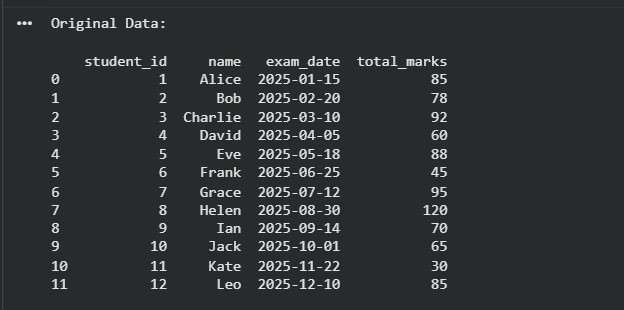 ••• Original Data:
student_id name exam_date total_marks
0 1 Alice 2025-01-15 85
1 2 Bob 2025-02-20 78
2 3 Charlie 2025-03-10 92
3 4 David 2025-04-05 60
4 5 Eve 2025-05-18 88
5 6 Frank 2025-06-25 45
6 7 Grace 2025-07-12 95
7 8 Helen 2025-08-30 120
8 9 Ian 2025-09-14 70
9 10 Jack 2025-10-01 65
10 11 Kate 2025-11-22 30
11 12 Leo 2025-12-10 85